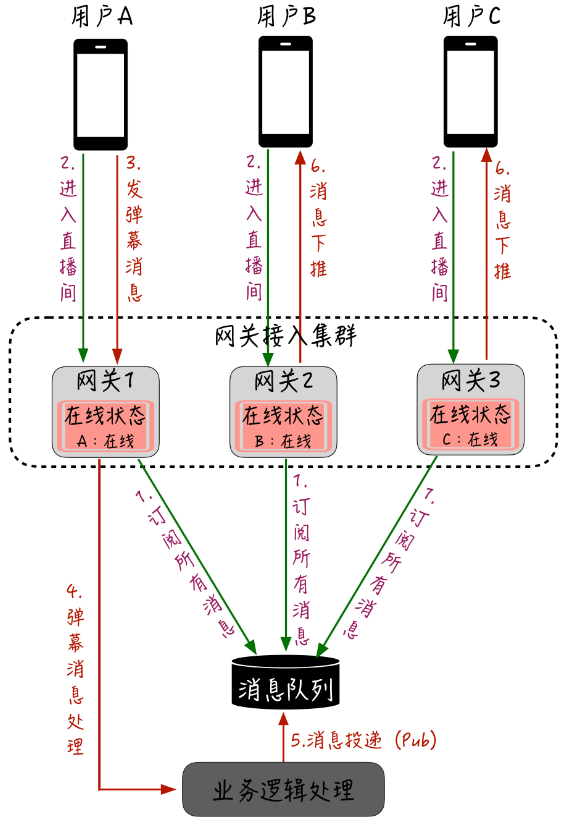 用户A
用户B
用户C
2.进入直播间
3.发弹幕消息
2.进入直播间
6.消息下推
2.进入直播间
6.消息下推
网关接入集群
网关1
网关2
网关3
在线状态
A：在线
在线状态
B：在线
在线状态
C：在线
1.订阅所有消息
1.订阅所有消息
1.订阅所有消息
4.弹幕消息处理
消息队列
5.消息投递（Pub）
业务逻辑处理